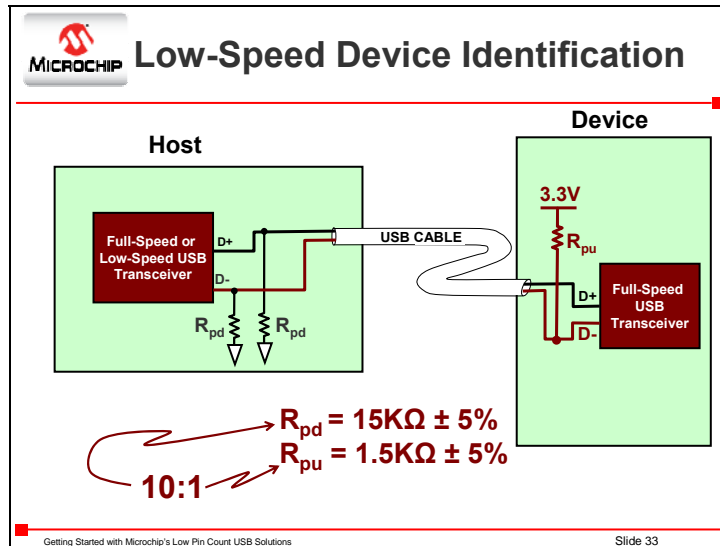 MICROCHIP
Low-Speed Device Identification
Host
Device
Full-Speed or
Low-Speed USB
Transceiver
D+
D-
Rpd
Rpd
USB CABLE
3.3V
Rpu
D+
D-
Full-Speed
USB
Transceiver
Rpd = 15KΩ ± 5%
Rpu = 1.5KΩ ± 5%
10:1
Getting Started with Microchip's Low Pin Count USB Solutions
Slide 33